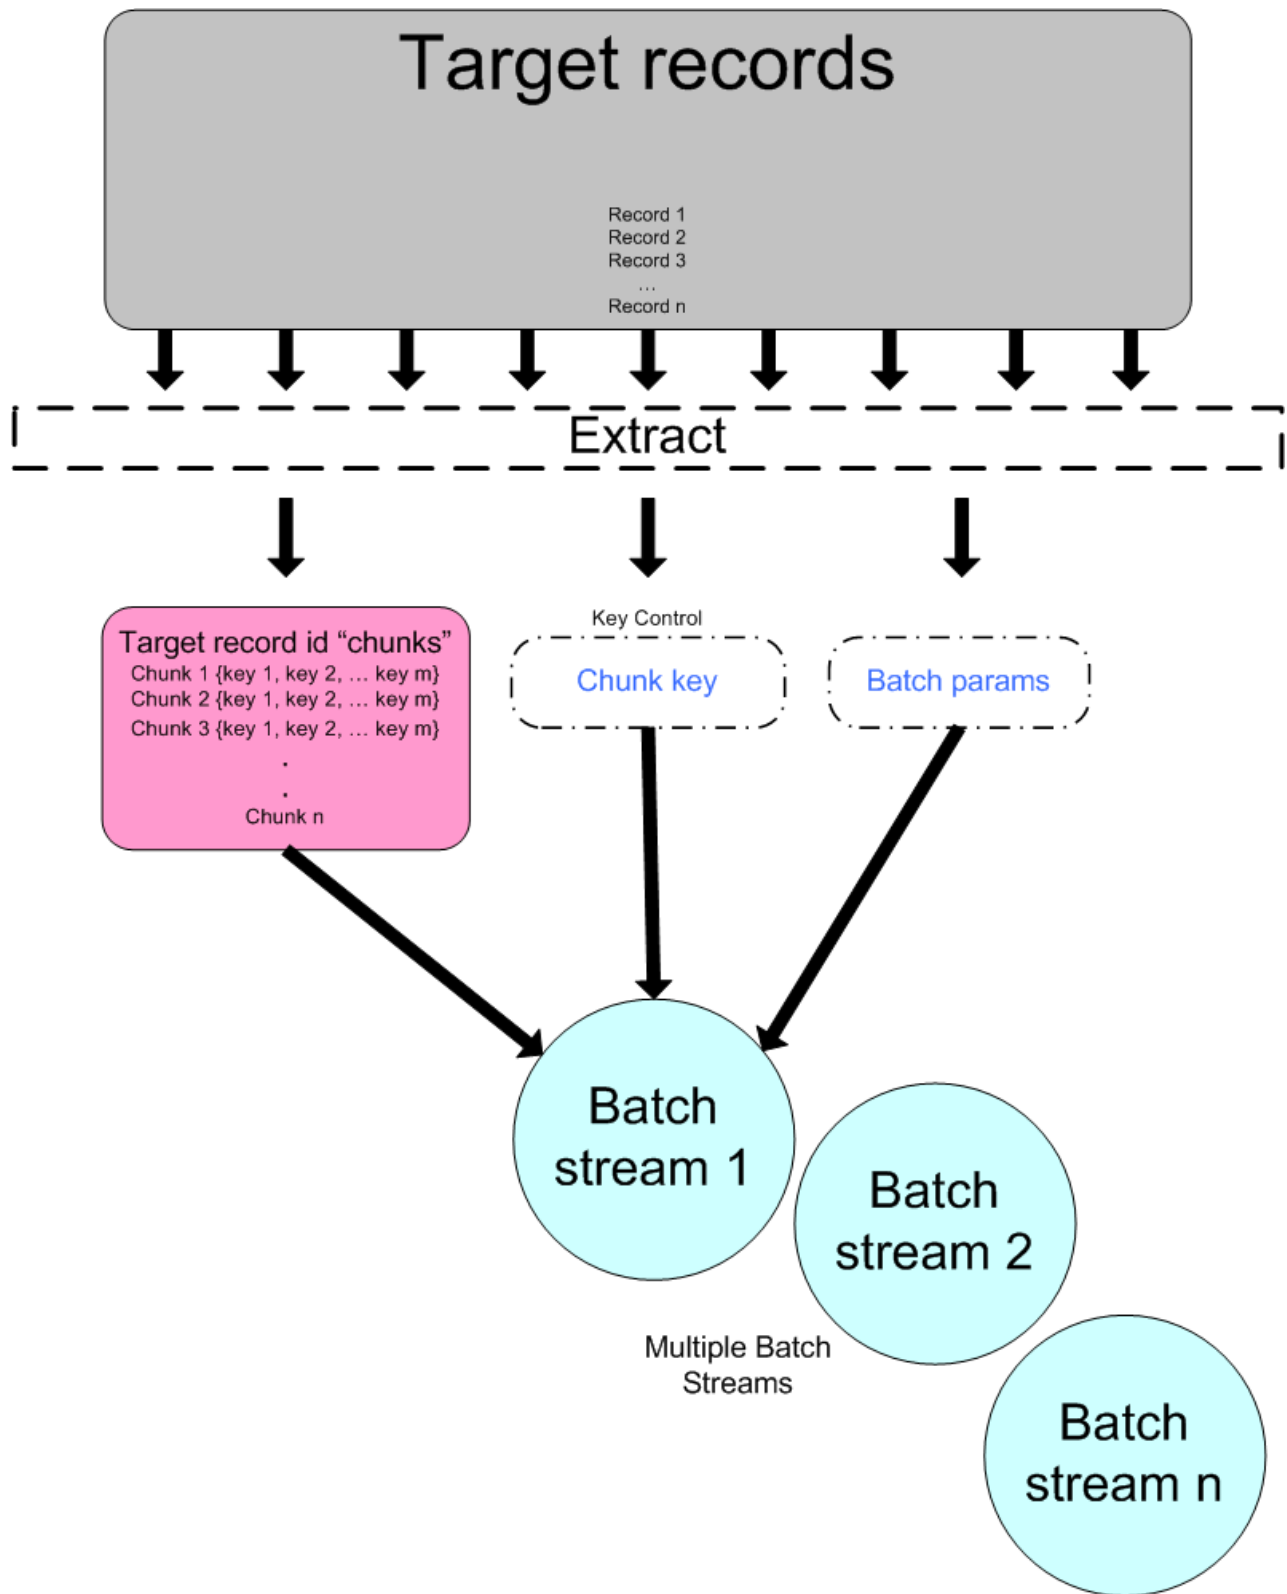 Target records
Record 1
Record 2
Record 3
...
Record n
Extract
Target record id “chunks”
Chunk 1 {key 1, key 2, ... key m}
Chunk 2 {key 1, key 2, ... key m}
Chunk 3 {key 1, key 2, ... key m}
.
.
Chunk n
Key Control
Chunk key
Batch params
Batch
stream 1
Batch
stream 2
Multiple Batch
Streams
Batch
stream n